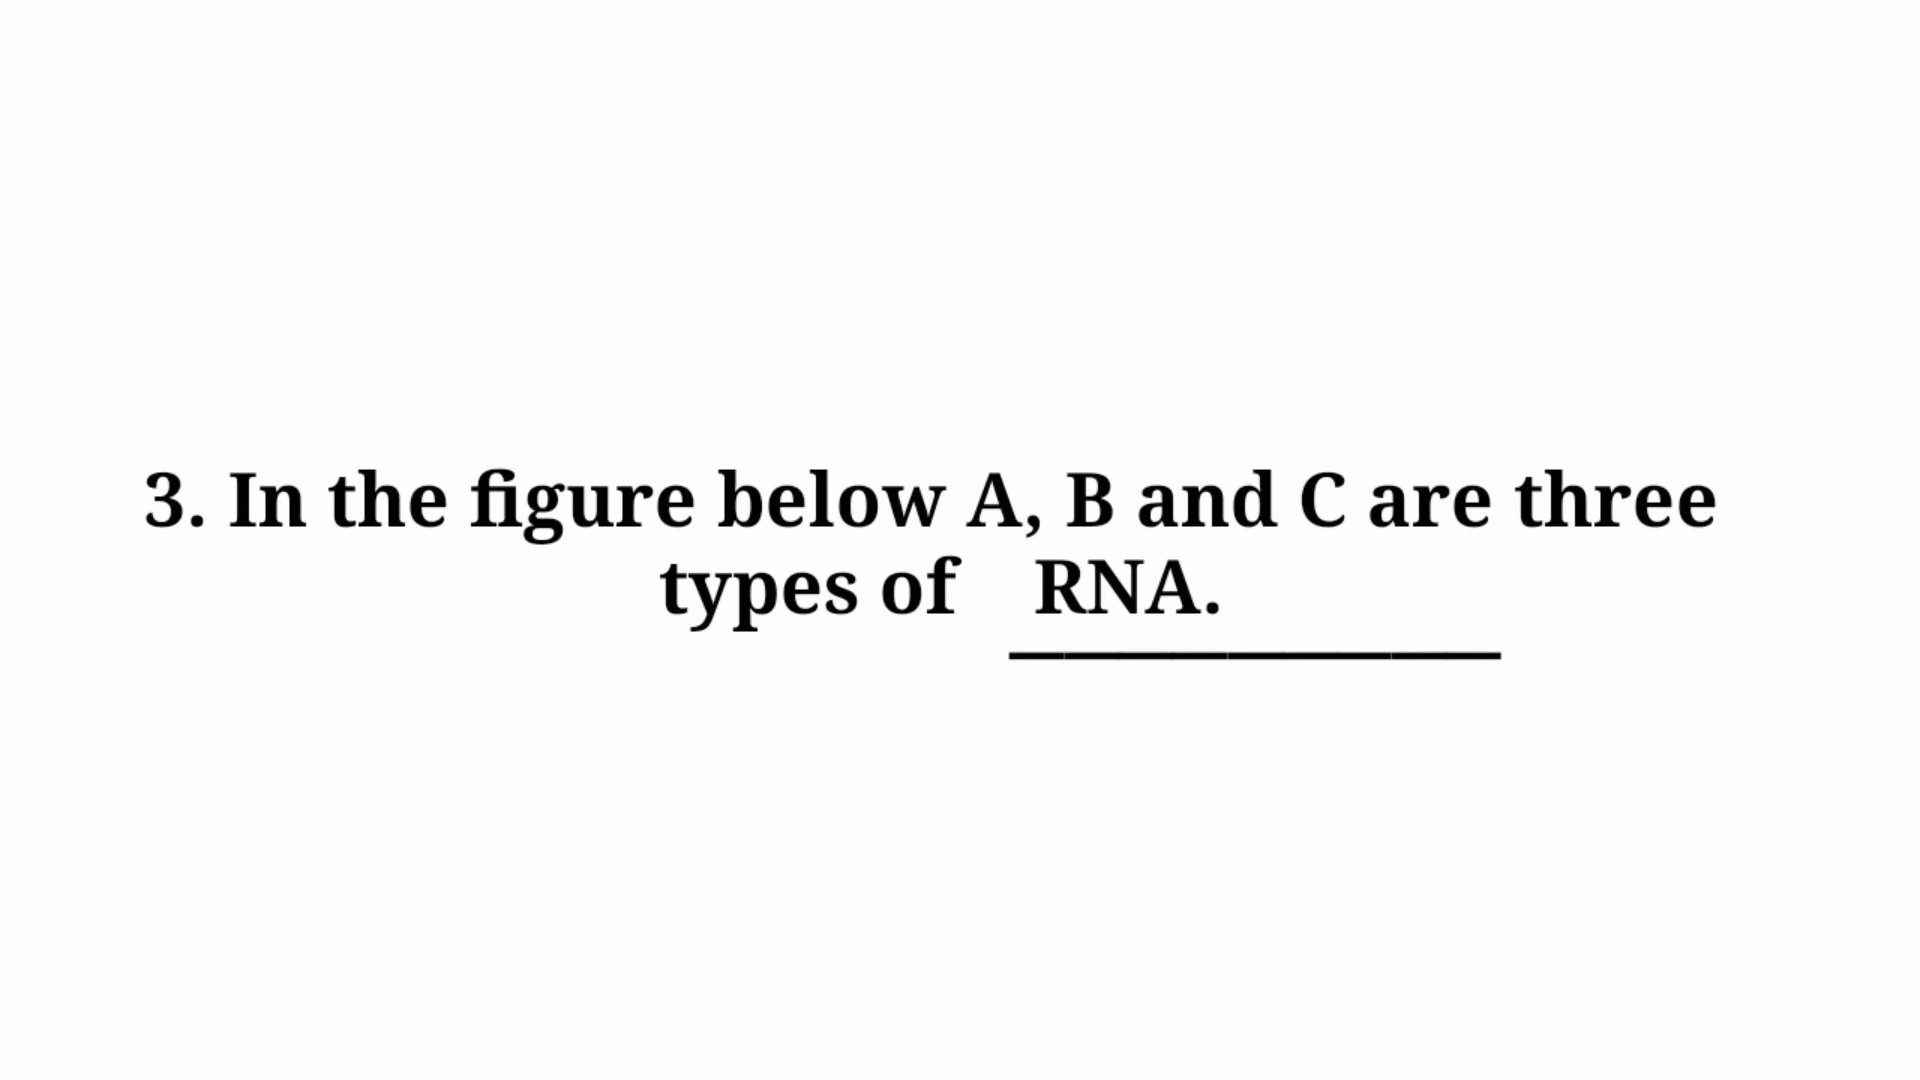 3. In the figure below A, B and C are three
types of RNA.